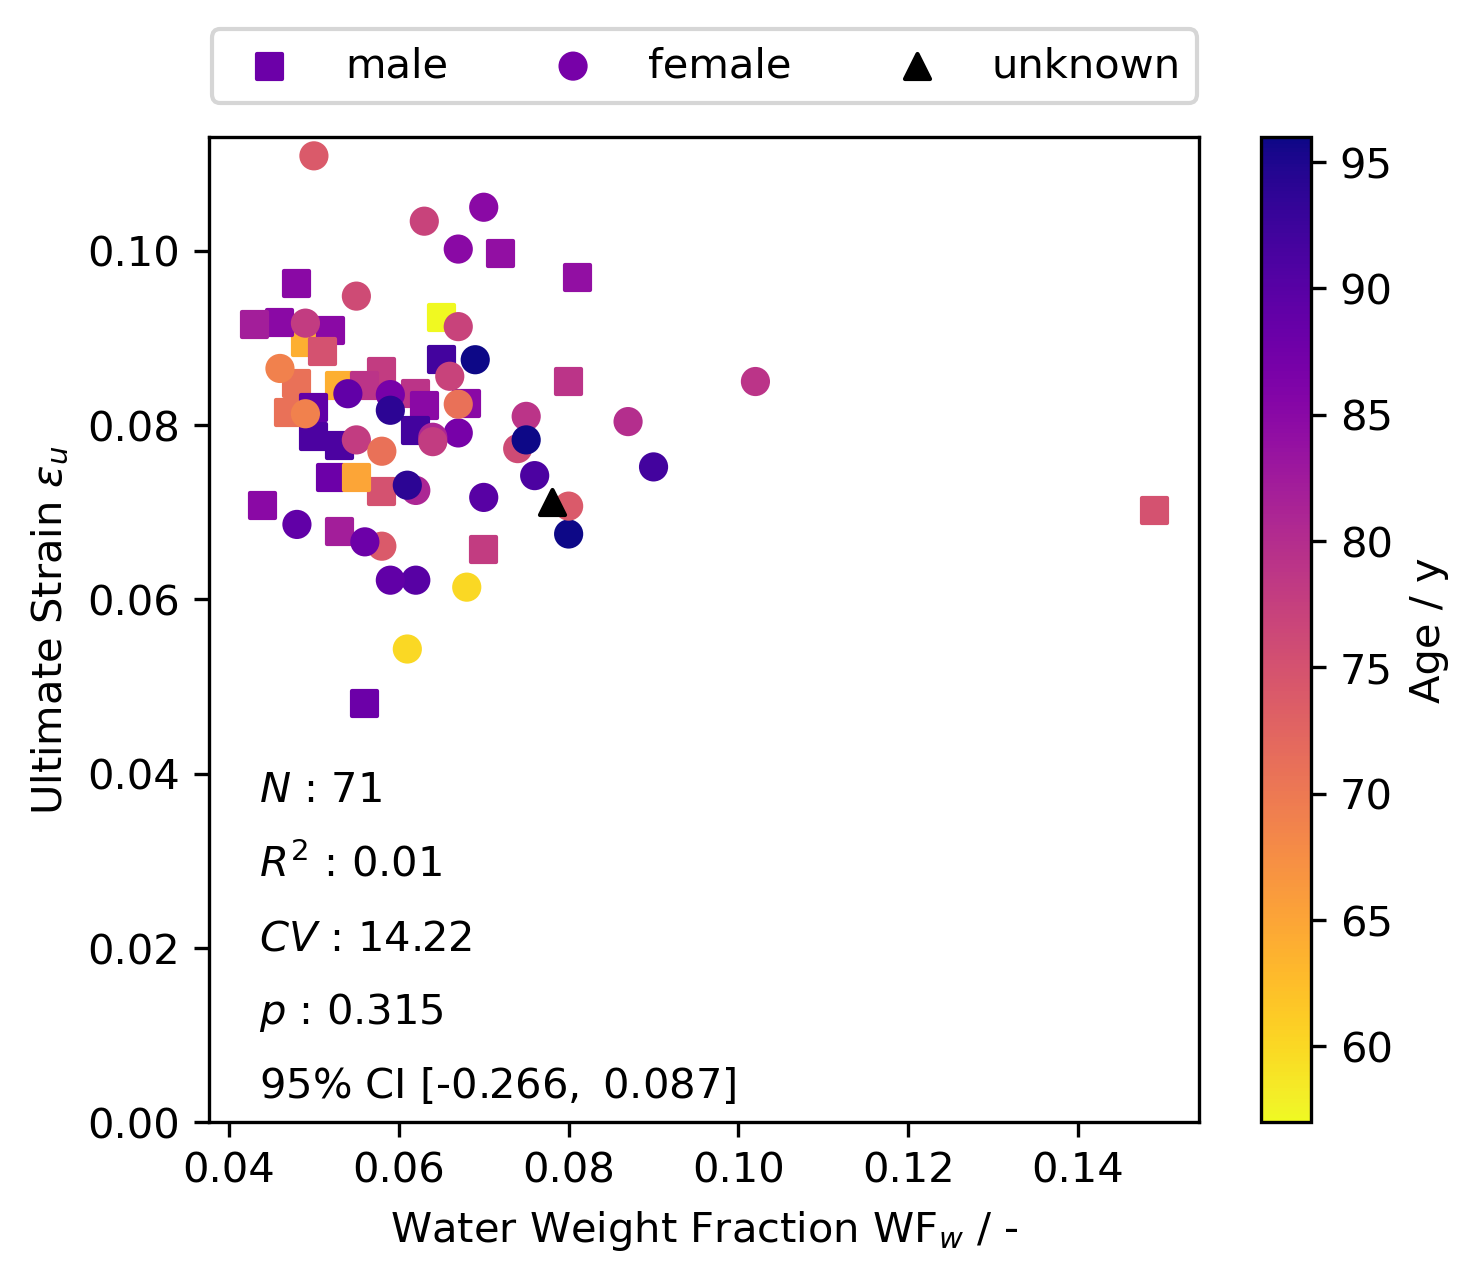 male female unknown
0.10
0.08
0.06
0.04
0.02
0.00
Ultimate Strain εᵤ
N : 71
R² : 0.01
CV : 14.22
p : 0.315
95% CI [-0.266, 0.087]
0.04 0.06 0.08 0.10 0.12 0.14
Water Weight Fraction WF_w / -
95
90
85
80
75
70
65
60
Age / y